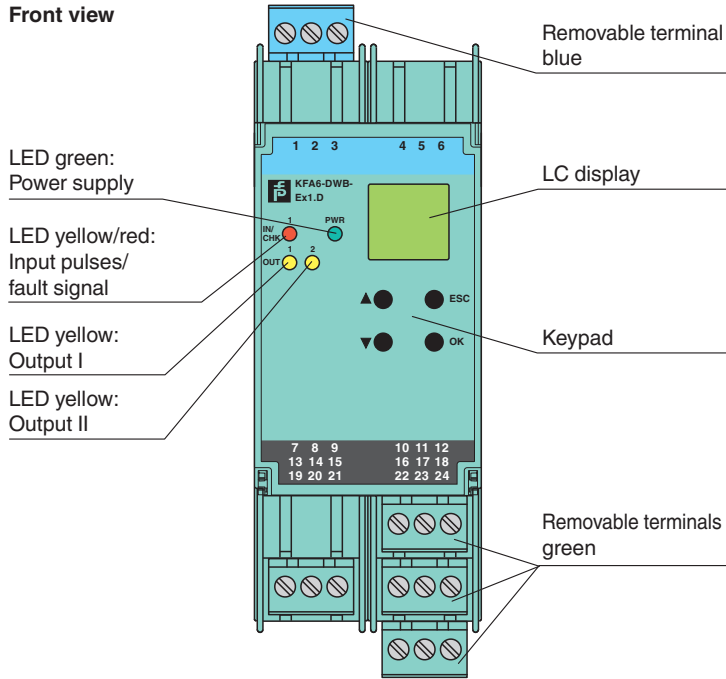 Front view
Removable terminal
blue
1 2 3 4 5 6
LED green:
Power supply
KFA6-DWB-
Ex1.D
LC display
LED yellow/red:
Input pulses/
fault signal
1
IN/
CHK
PWR
OUT
1 2
ESC
OK
LED yellow:
Output I
Keypad
LED yellow:
Output II
7 8 9 10 11 12
13 14 15 16 17 18
19 20 21 22 23 24
Removable terminals
green